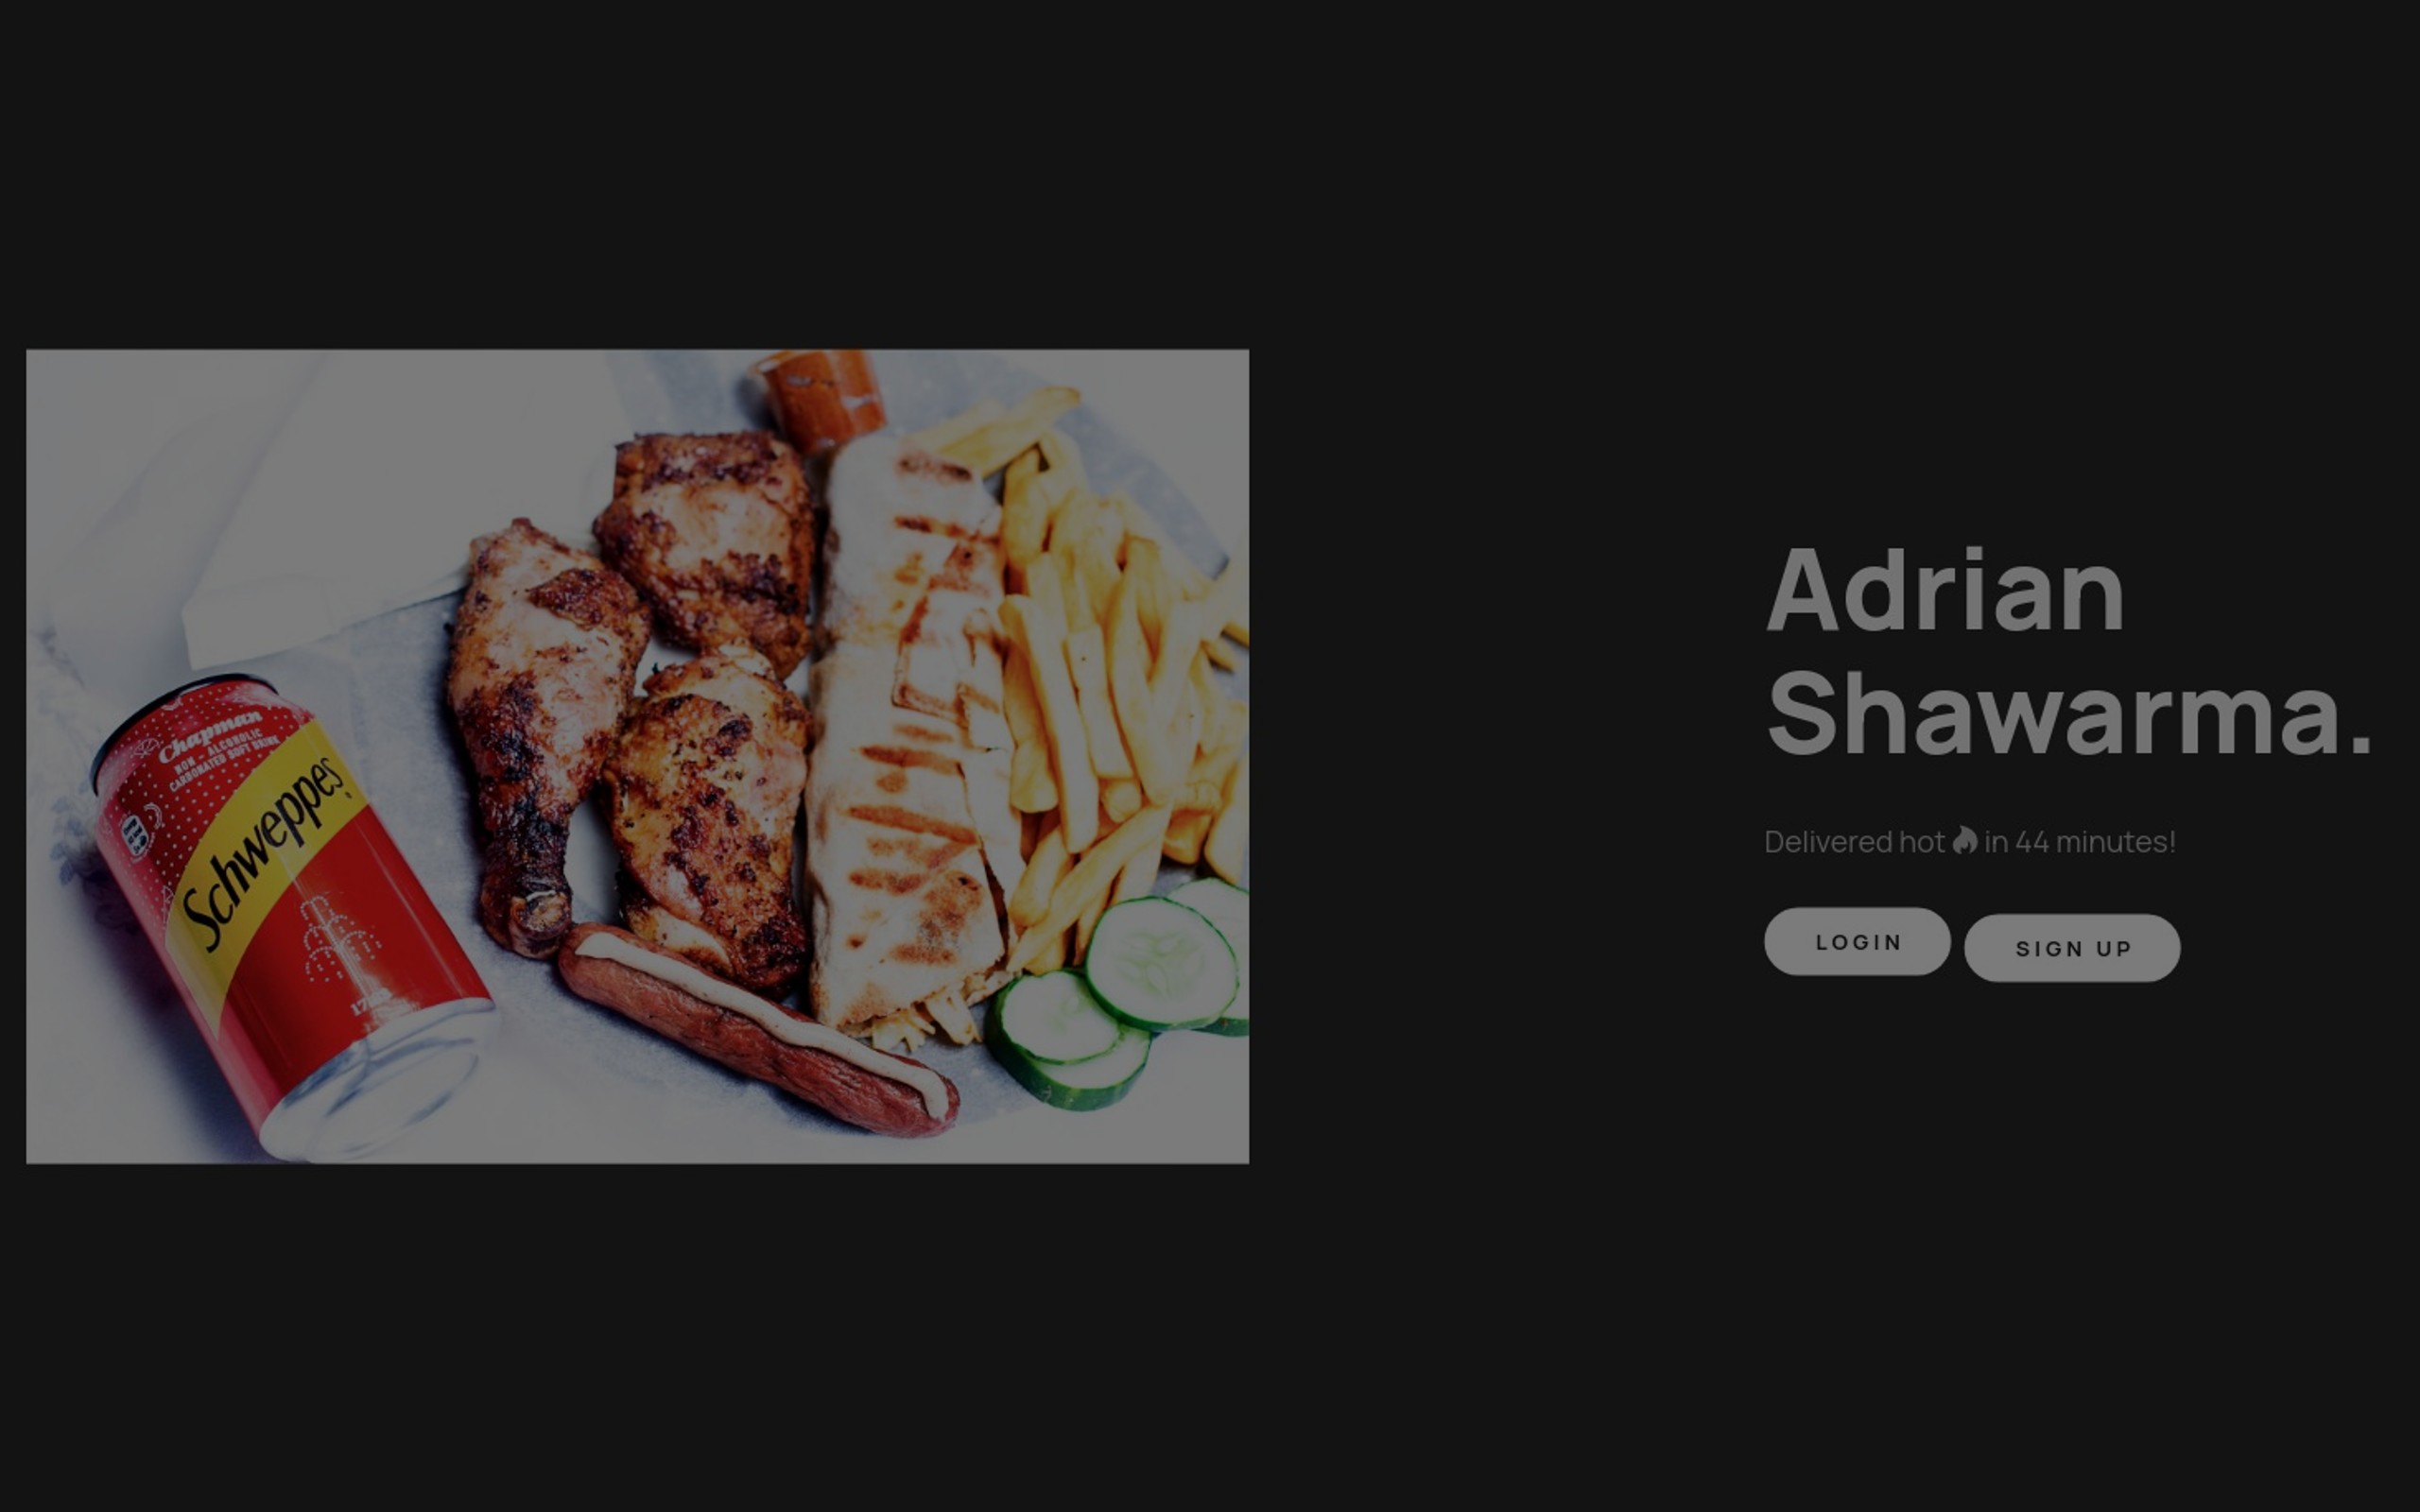 Chapman
NON - ALCOHOLIC
CARBONATED SOFT DRINK
Schweppes
Adrian
Shawarma.
Delivered hot 🔥 in 44 minutes!
LOGIN
SIGN UP